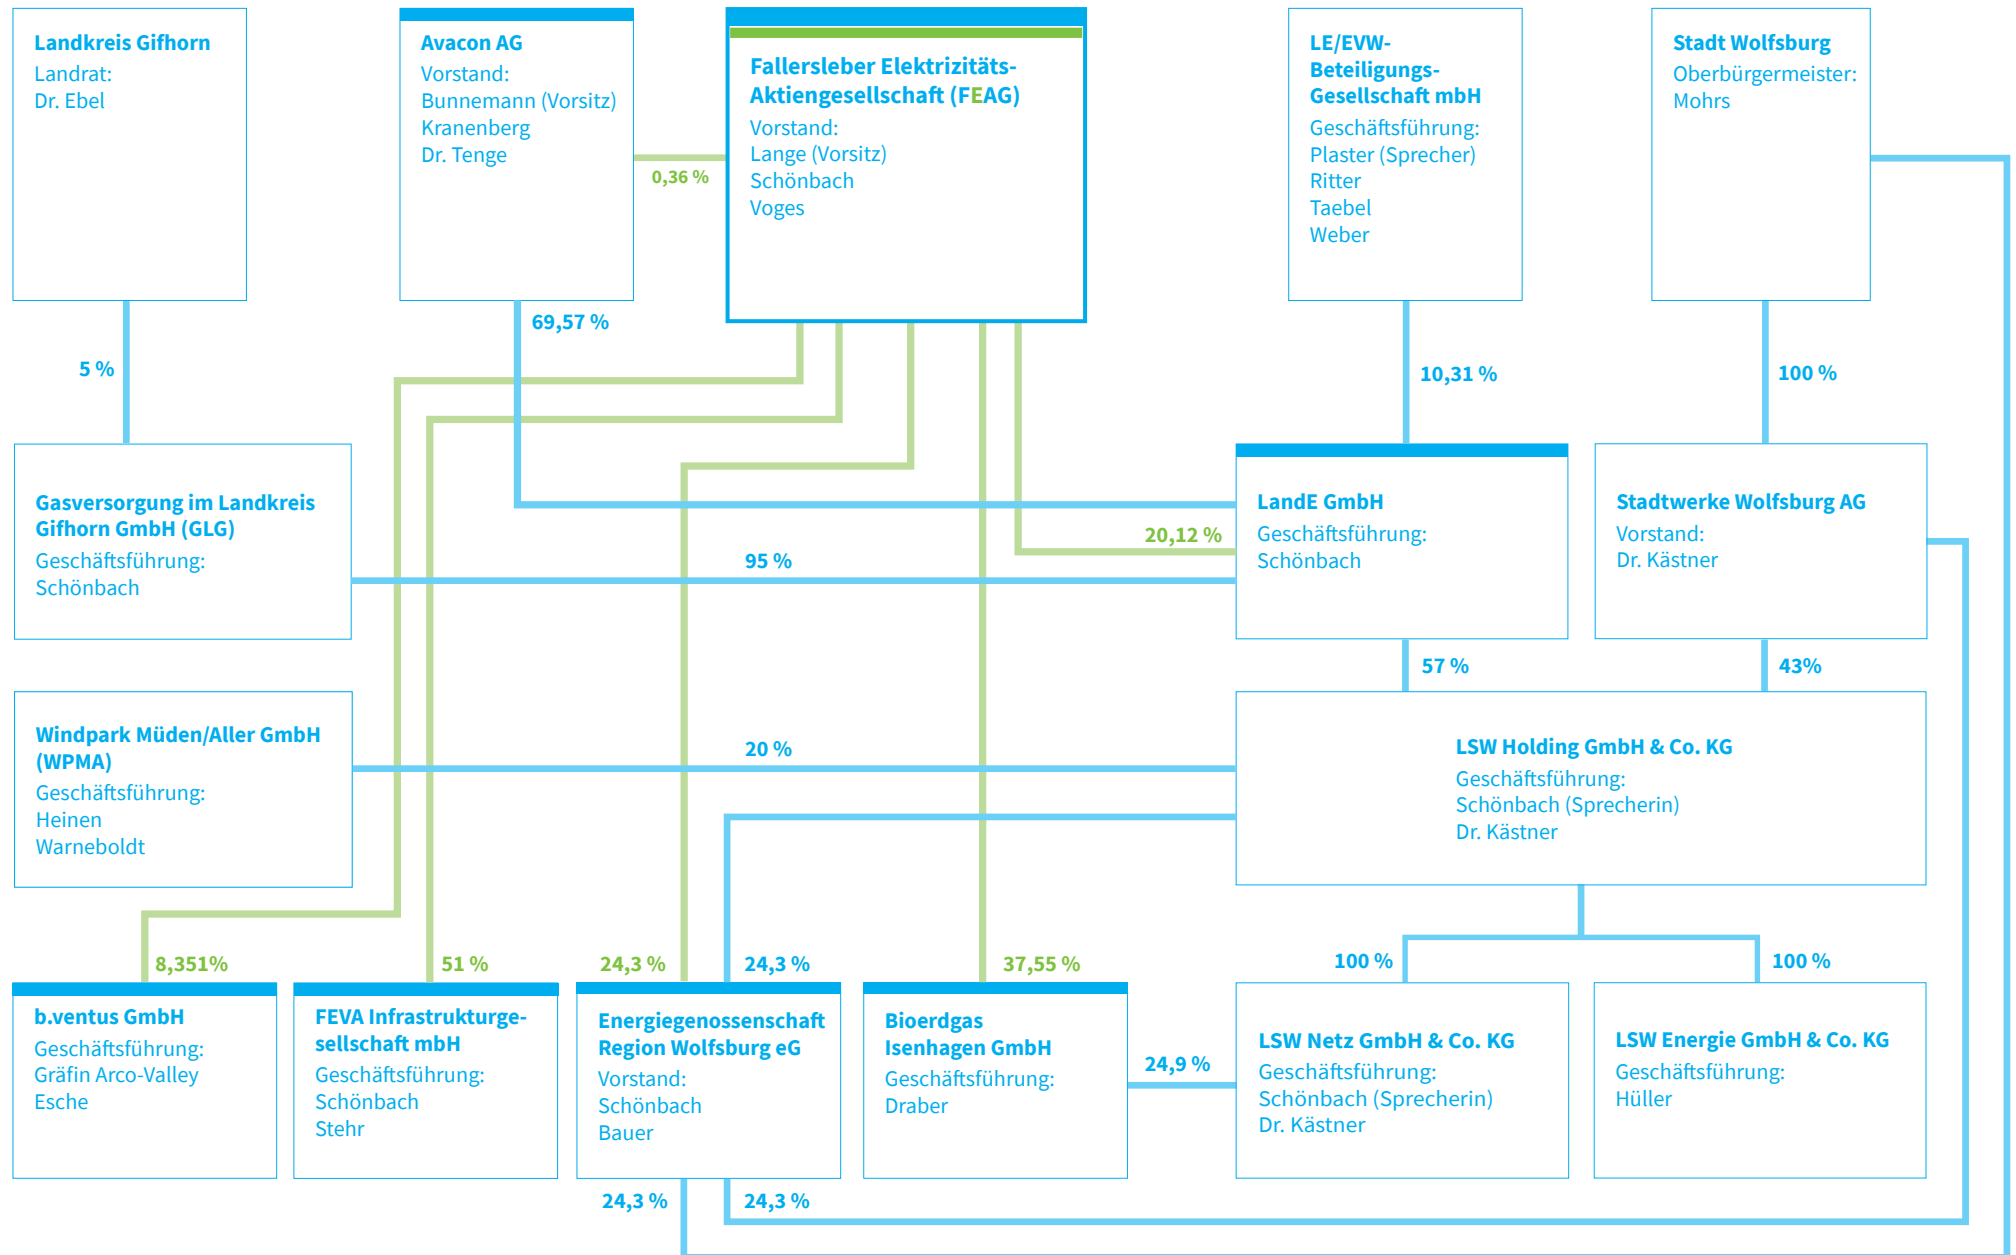 Landkreis Gifhorn
Landrat:
Dr. Ebel
Avacon AG
Vorstand:
Bunnemann (Vorsitz)
Kranenberg
Dr. Tenge
0,36 %
Fallersleber Elektrizitäts-
Aktiengesellschaft (FEAG)
Vorstand:
Lange (Vorsitz)
Schönbach
Voges
LE/EVW-
Beteiligungs-
Gesellschaft mbH
Geschäftsführung:
Plaster (Sprecher)
Ritter
Taebel
Weber
Stadt Wolfsburg
Oberbürgermeister:
Mohrs
5 %
69,57 %
10,31 %
100 %
Gasversorgung im Landkreis
Gifhorn GmbH (GLG)
Geschäftsführung:
Schönbach
95 %
20,12 %
LandE GmbH
Geschäftsführung:
Schönbach
Stadtwerke Wolfsburg AG
Vorstand:
Dr. Kästner
57 %
43%
Windpark Müden/Aller GmbH
(WPMA)
Geschäftsführung:
Heinen
Warneboldt
20 %
LSW Holding GmbH & Co. KG
Geschäftsführung:
Schönbach (Sprecherin)
Dr. Kästner
8,351%
51 %
24,3 %
24,3 %
37,55 %
100 %
100 %
b.ventus GmbH
Geschäftsführung:
Gräfin Arco-Valley
Esche
FEVA Infrastrukturge-
sellschaft mbH
Geschäftsführung:
Schönbach
Stehr
Energiegenossenschaft
Region Wolfsburg eG
Vorstand:
Schönbach
Bauer
Bioerdgas
Isenhagen GmbH
Geschäftsführung:
Draber
24,9 %
LSW Netz GmbH & Co. KG
Geschäftsführung:
Schönbach (Sprecherin)
Dr. Kästner
LSW Energie GmbH & Co. KG
Geschäftsführung:
Hüller
24,3 %
24,3 %